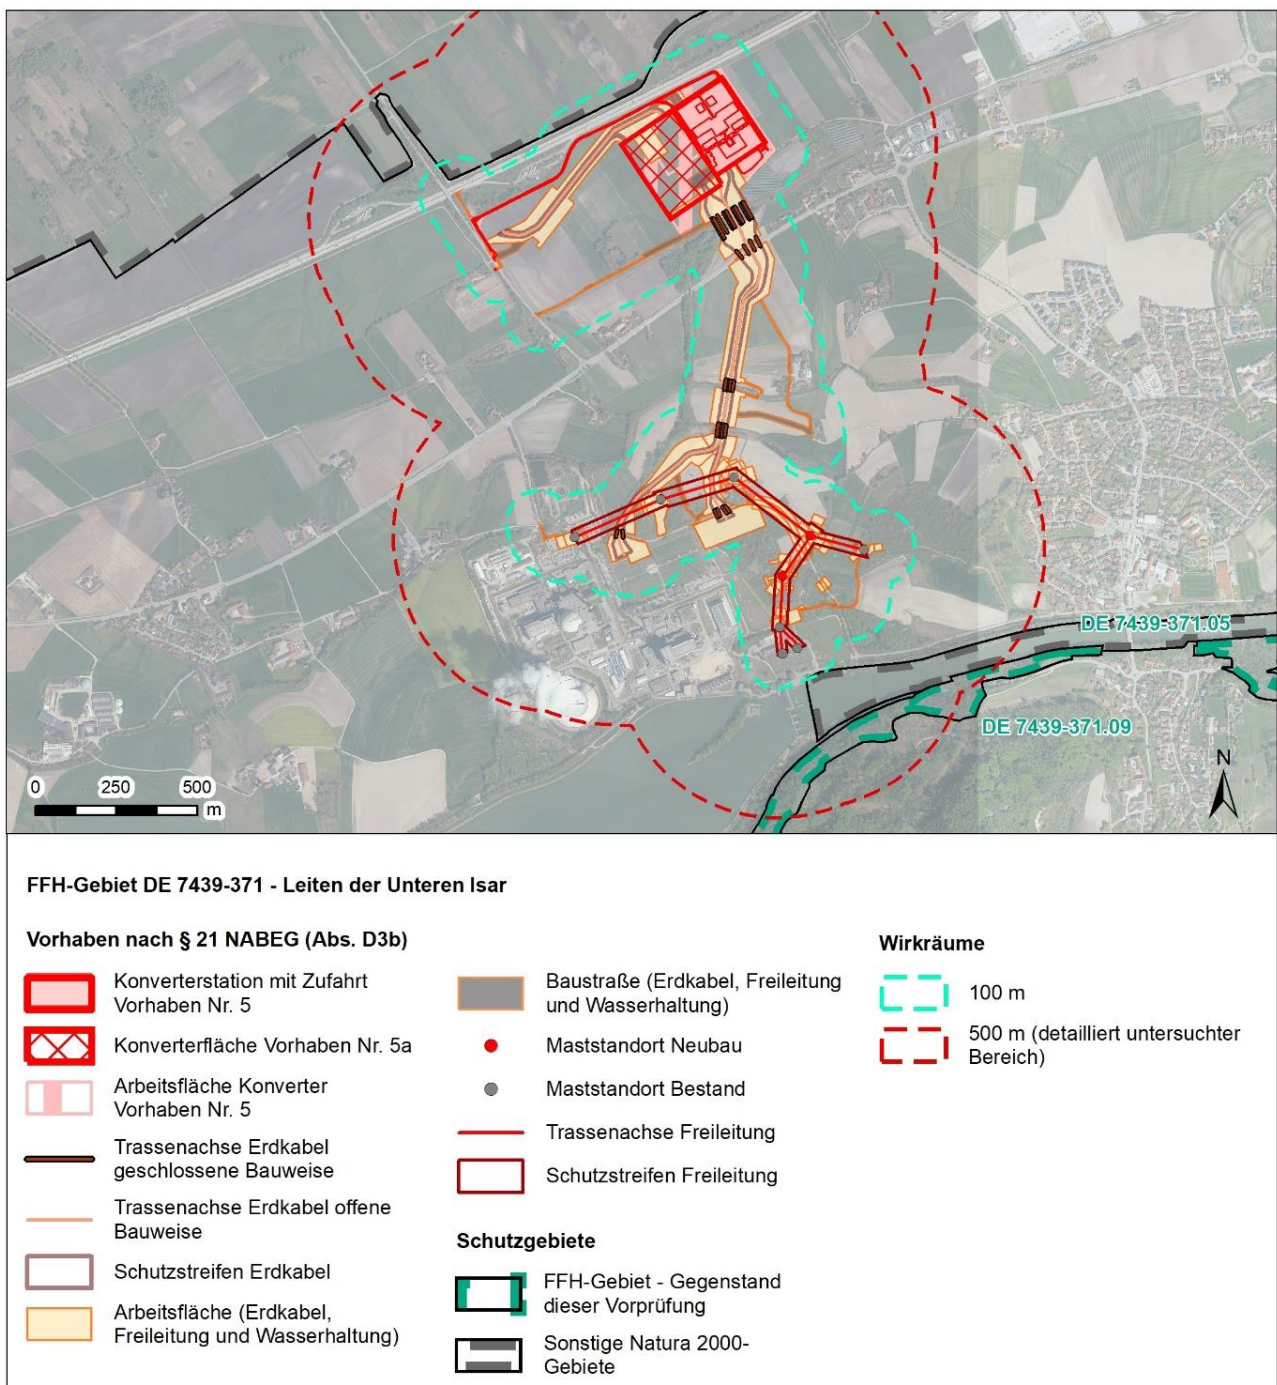 DE 7439-371.05
DE 7439-371.09
N
0 250 500
m
FFH-Gebiet DE 7439-371 - Leiten der Unteren Isar
Vorhaben nach § 21 NABEG (Abs. D3b)
Konverterstation mit Zufahrt
Vorhaben Nr. 5
Konverterfläche Vorhaben Nr. 5a
Arbeitsfläche Konverter
Vorhaben Nr. 5
Trassenachse Erdkabel
geschlossene Bauweise
Trassenachse Erdkabel offene
Bauweise
Schutzstreifen Erdkabel
Arbeitsfläche (Erdkabel,
Freileitung und Wasserhaltung)
Baustraße (Erdkabel, Freileitung
und Wasserhaltung)
Maststandort Neubau
Maststandort Bestand
Trassenachse Freileitung
Schutzstreifen Freileitung
Schutzgebiete
FFH-Gebiet - Gegenstand
dieser Vorprüfung
Sonstige Natura 2000-
Gebiete
Wirkräume
100 m
500 m (detailliert untersuchter
Bereich)